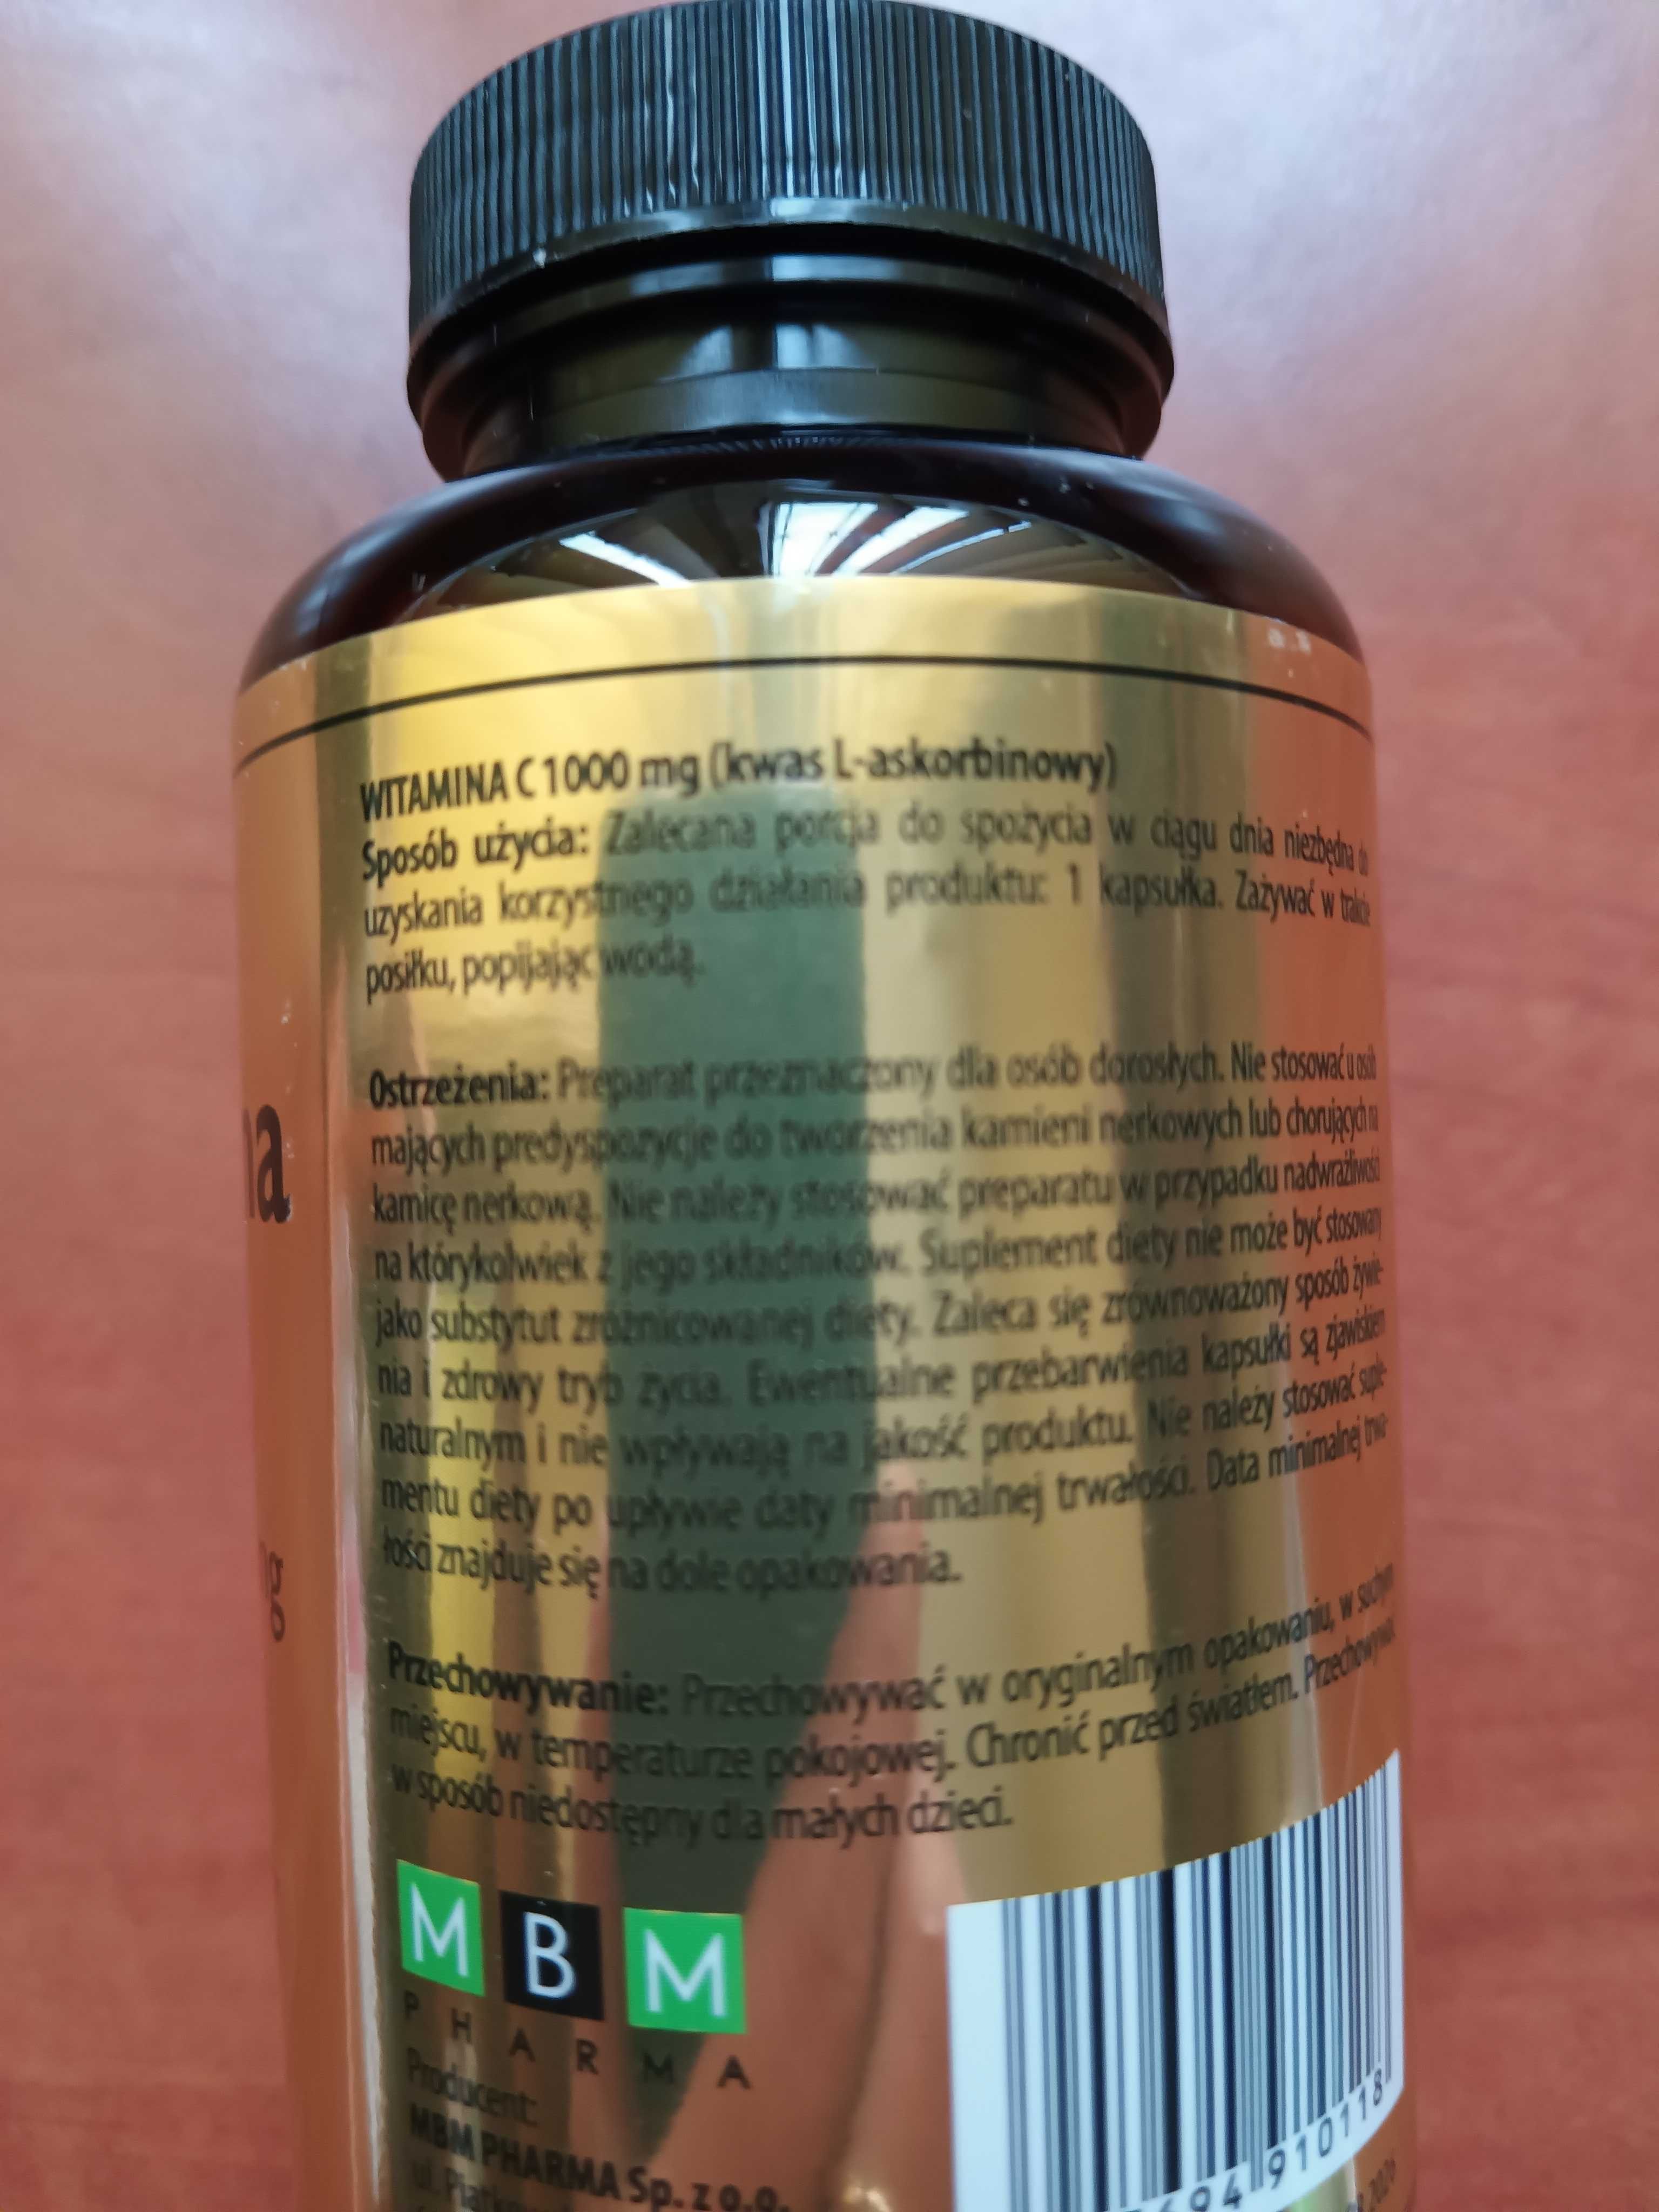 WITAMINA C 1000 mg (kwas L-askorbinowy)
Sposób użycia: Zalecana porcja do spożycia w ciągu dnia niezbędna do
uzyskania korzystnego działania produktu: 1 kapsułka. Zażywać w trakcie
posiłku, popijając wodą.
Ostrzeżenia: Preparat przeznaczony dla osób dorosłych. Nie stosować u osób
mających predyspozycje do tworzenia kamieni nerkowych lub chorujących na
kamicę nerkową. Nie należy stosować preparatu w przypadku nadwrażliwości
na którykolwiek z jego składników. Suplement diety nie może być stosowany
jako substytut zróżnicowanej diety. Zaleca się zrównoważony sposób żywie-
nia i zdrowy tryb życia. Ewentualne przebarwienia kapsułki są zjawiskiem
naturalnym i nie wpływają na jakość produktu. Nie należy stosować suple-
mentu diety po upływie daty minimalnej trwałości. Data minimalnej trwa-
łości znajduje się na dole opakowania.
Przechowywanie: Przechowywać w oryginalnym opakowaniu, w suchym
miejscu, w temperaturze pokojowej. Chronić przed światłem. Przechowywać
w sposób niedostępny dla małych dzieci.
MBM
PHARMA
Producent:
MBM PHARMA Sp. z o.o.
ul.
910118
na
mg